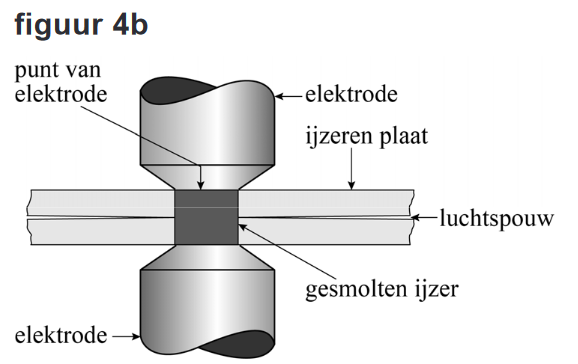 figuur 4b
punt van
elektrode
elektrode
ijzeren plaat
luchtspouw
gesmolten ijzer
elektrode